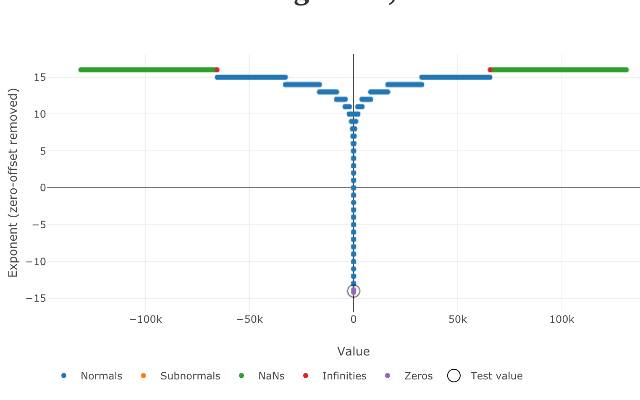 15
10
5
0
−5
−10
−15
Exponent (zero-offset removed)
−100k −50k 0 50k 100k
Value
Normals Subnormals NaNs Infinities Zeros Test value